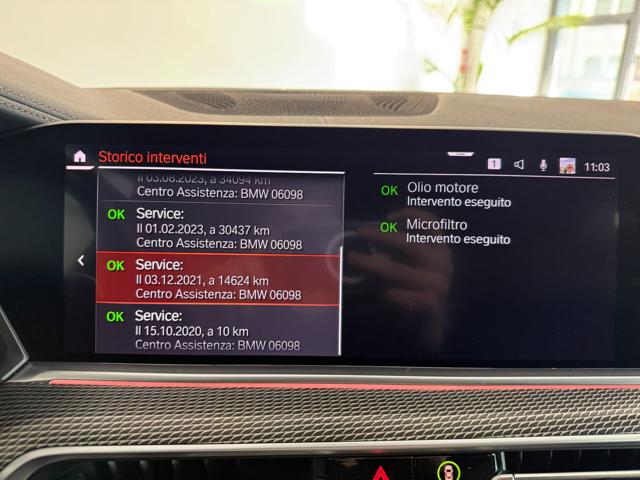 Storico interventi
1
11:03
Il 03.08.2023, a 34094 km
Centro Assistenza: BMW 06098
OK Service:
Il 01.02.2023, a 30437 km
Centro Assistenza: BMW 06098
OK Service:
Il 03.12.2021, a 14624 km
Centro Assistenza: BMW 06098
OK Service:
Il 15.10.2020, a 10 km
Centro Assistenza: BMW 06098
OK Olio motore
Intervento eseguito
OK Microfiltro
Intervento eseguito